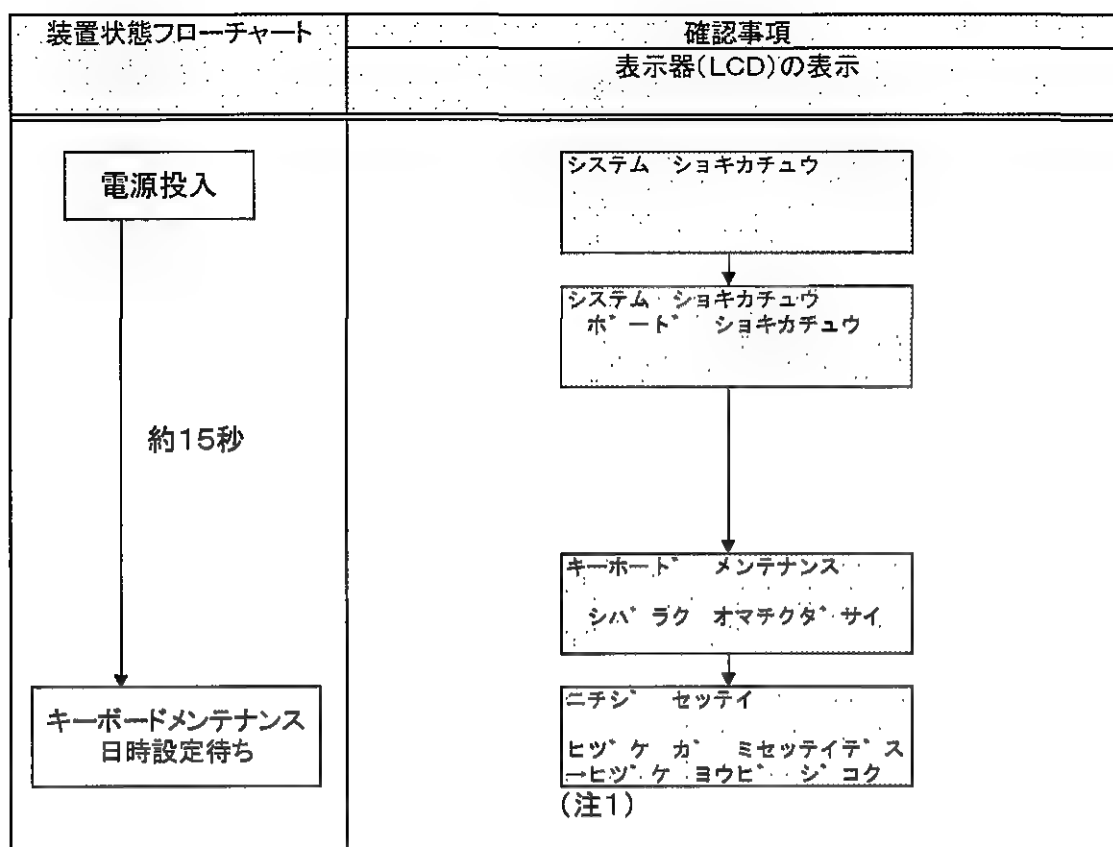 装置状態フローチャート
確認事項
表示器(LCD)の表示
電源投入
約15秒
キーボードメンテナンス
日時設定待ち
システム ショキカチュウ
システム ショキカチュウ
ボード ショキカチュウ
キーホード メンテナンス
シバラク オマチクダサイ
ニチジ セッテイ
ヒヅケ ガ ミセッテイデス
→ヒヅケ ヨウビ ジコク
(注1)